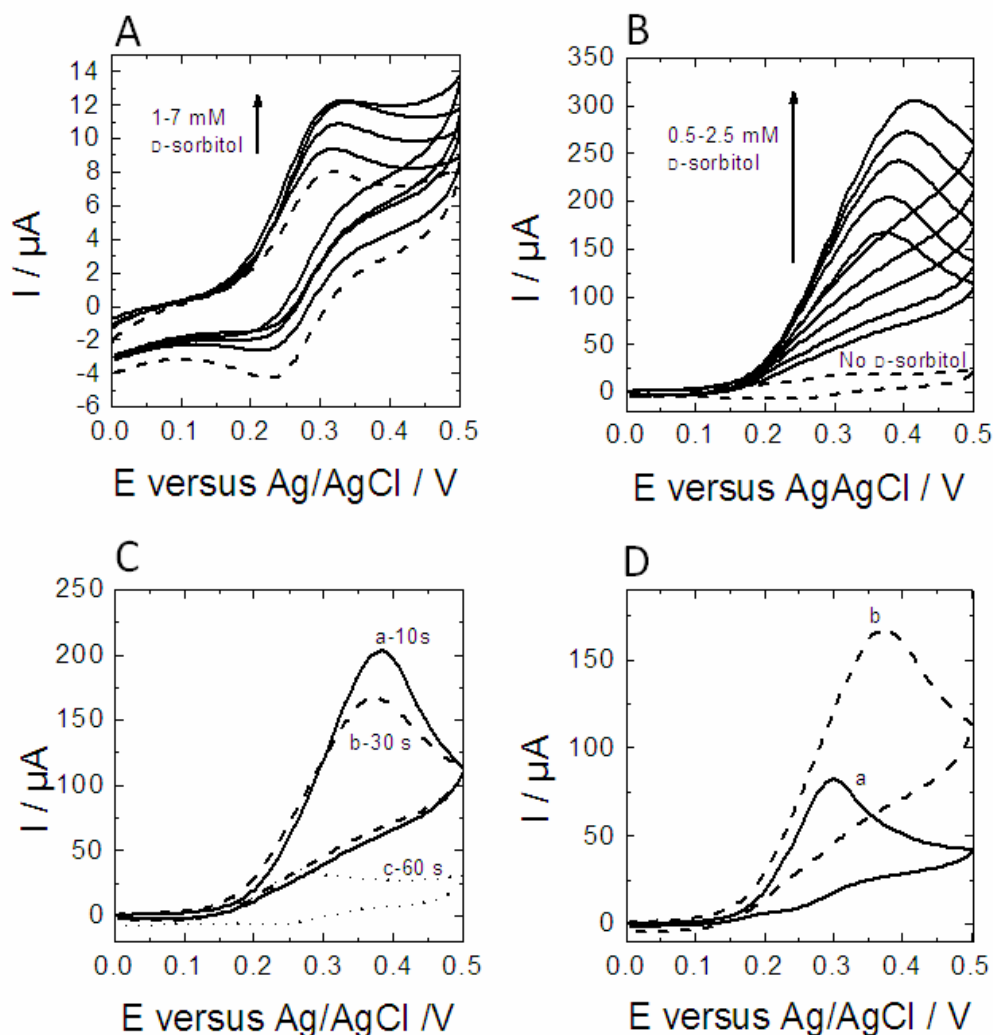 A
14
12
10
8
6
4
2
0
-2
-4
-6
1-7 mM
D-sorbitol
I / µA
0.0 0.1 0.2 0.3 0.4 0.5
E versus Ag/AgCl / V
B
350
300
250
200
150
100
50
0
0.5-2.5 mM
D-sorbitol
No D-sorbitol
I / µA
0.0 0.1 0.2 0.3 0.4 0.5
E versus AgAgCl / V
C
250
200
150
100
50
0
a-10s
b-30 s
c-60 s
I / µA
0.0 0.1 0.2 0.3 0.4 0.5
E versus Ag/AgCl /V
D
150
100
50
0
b
a
I / µA
0.0 0.1 0.2 0.3 0.4 0.5
E versus Ag/AgCl / V